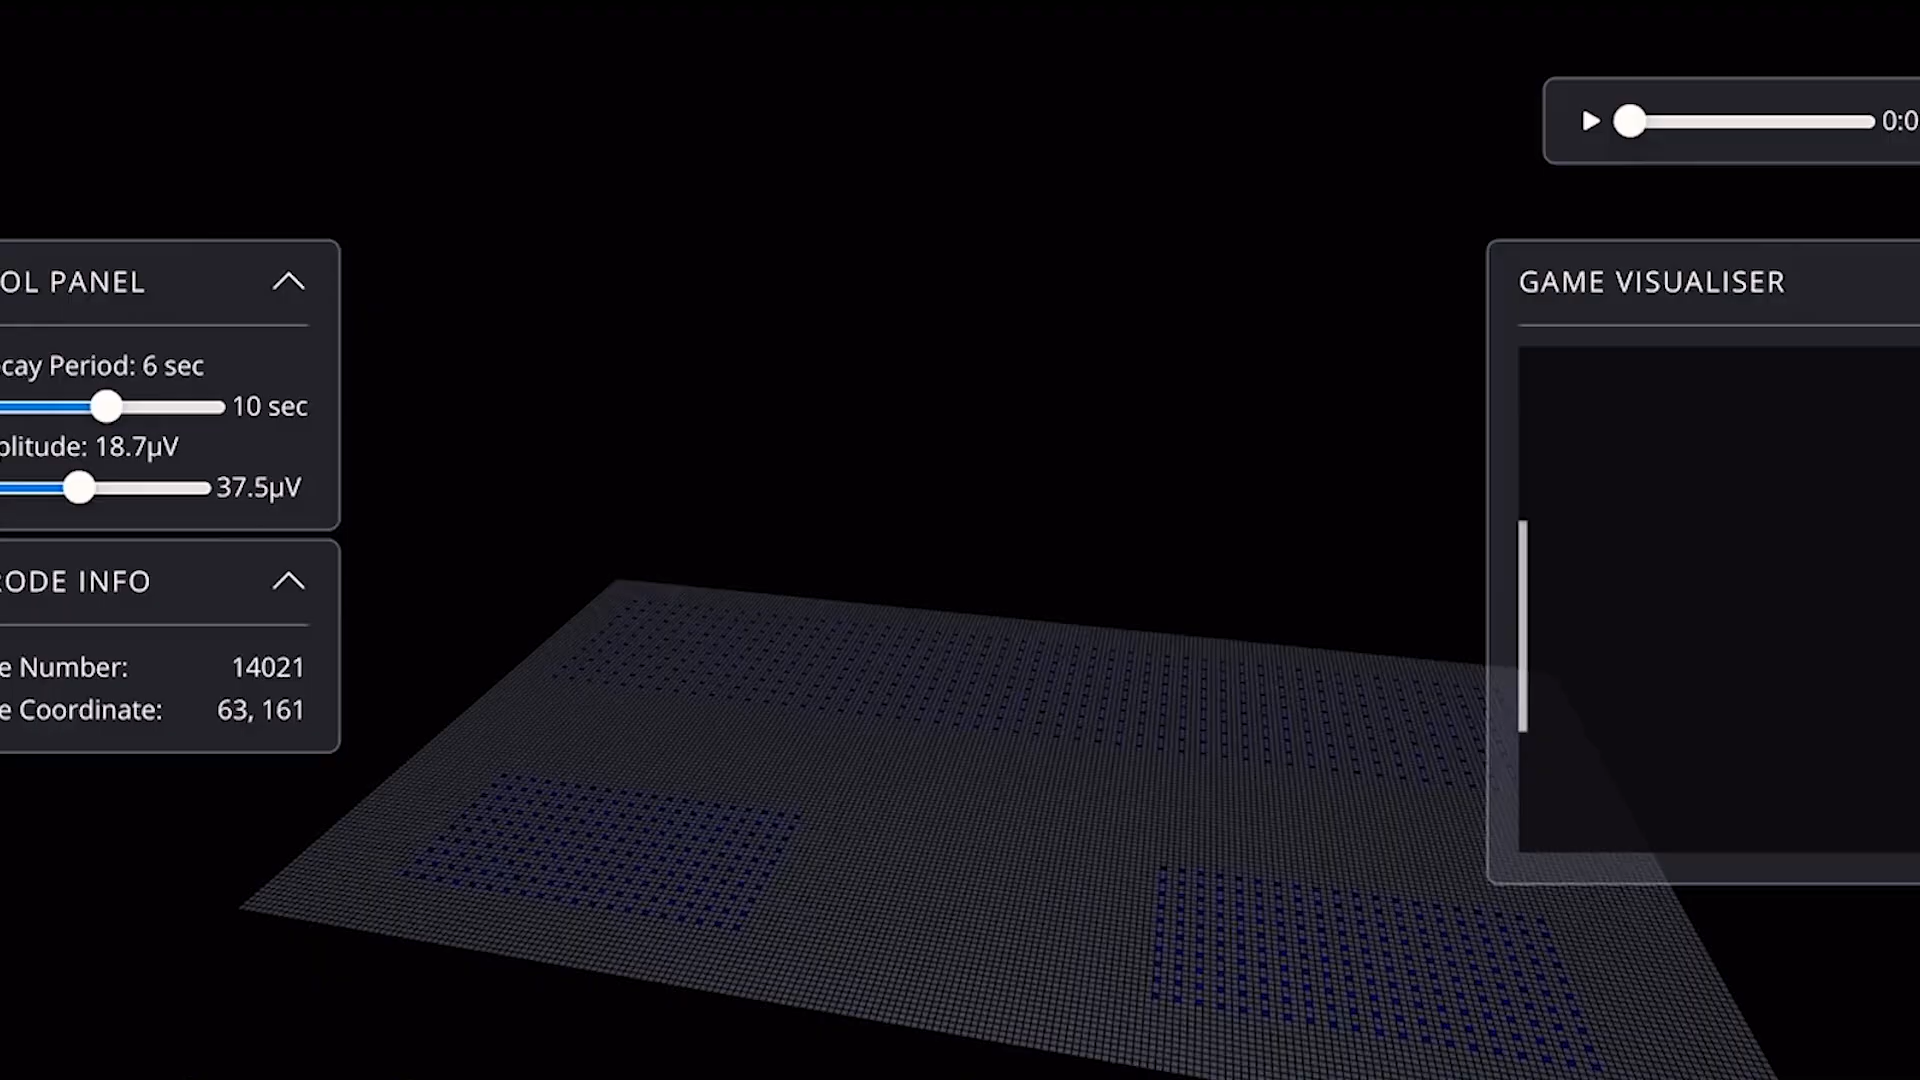 0:0
OL PANEL
cay Period: 6 sec
10 sec
plitude: 18.7µV
37.5µV
GAME VISUALISER
RODE INFO
e Number: 14021
e Coordinate: 63, 161